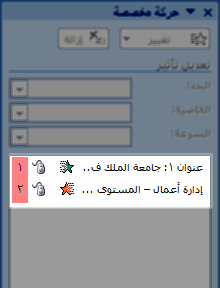 حركة مخصصة
تغيير
إزالة
تعديل تأثير
البدء:
الخاصية:
السرعة:
١ عنوان ١: جامعة الملك ف..
٢ إدارة أعمال – المستوى ...